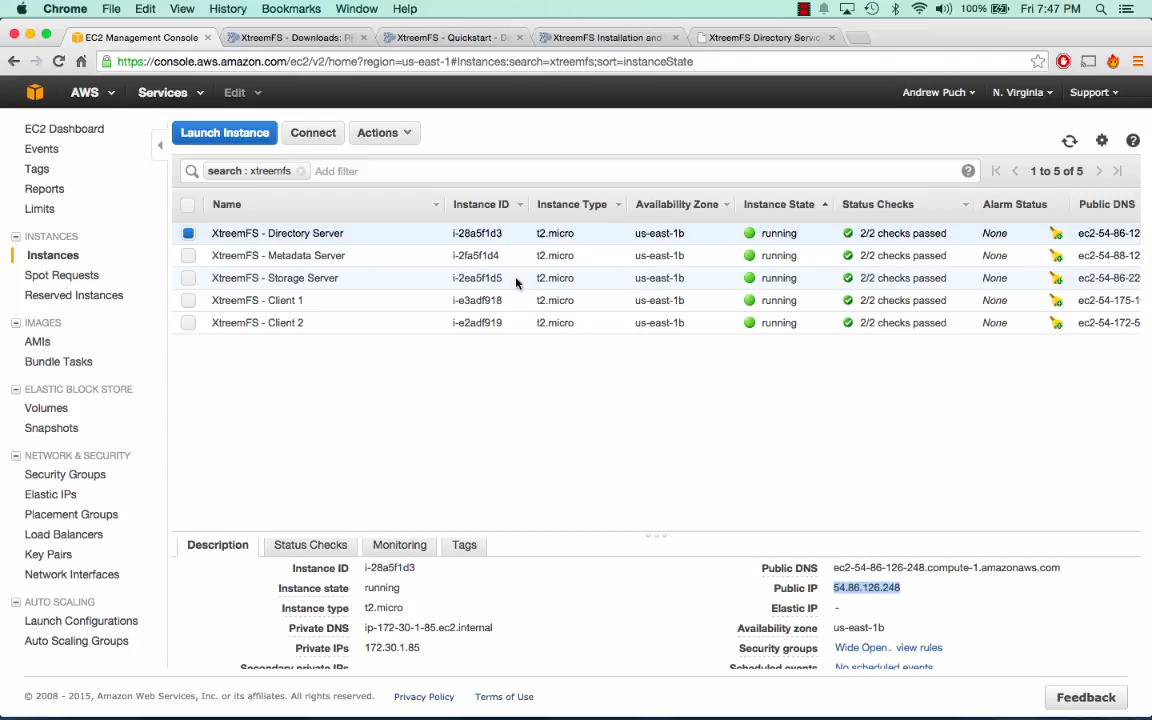 Chrome File Edit View History Bookmarks Window Help 100% Fri 7:47 PM
EC2 Management Console × XtreemFS - Downloads: RP × XtreemFS - Quickstart - Di × XtreemFS Installation and × XtreemFS Directory Servic ×
https://console.aws.amazon.com/ec2/v2/home?region=us-east-1#Instances:search=xtreemfs;sort=instanceState
AWS Services Edit Andrew Puch N. Virginia Support
EC2 Dashboard
Events
Tags
Reports
Limits
INSTANCES
Instances
Spot Requests
Reserved Instances
IMAGES
AMIs
Bundle Tasks
ELASTIC BLOCK STORE
Volumes
Snapshots
NETWORK & SECURITY
Security Groups
Elastic IPs
Placement Groups
Load Balancers
Key Pairs
Network Interfaces
AUTO SCALING
Launch Configurations
Auto Scaling Groups
Launch Instance Connect Actions
search : xtreemfs Add filter 1 to 5 of 5
Name Instance ID Instance Type Availability Zone Instance State Status Checks Alarm Status Public DNS
XtreemFS - Directory Server i-28a5f1d3 t2.micro us-east-1b running 2/2 checks passed None ec2-54-86-12
XtreemFS - Metadata Server i-2fa5f1d4 t2.micro us-east-1b running 2/2 checks passed None ec2-54-88-12
XtreemFS - Storage Server i-2ea5f1d5 t2.micro us-east-1b running 2/2 checks passed None ec2-54-86-22
XtreemFS - Client 1 i-e3adf918 t2.micro us-east-1b running 2/2 checks passed None ec2-54-175-1
XtreemFS - Client 2 i-e2adf919 t2.micro us-east-1b running 2/2 checks passed None ec2-54-172-5
Description Status Checks Monitoring Tags
Instance ID i-28a5f1d3 Public DNS ec2-54-86-126-248.compute-1.amazonaws.com
Instance state running Public IP 54.86.126.248
Instance type t2.micro Elastic IP -
Private DNS ip-172-30-1-85.ec2.internal Availability zone us-east-1b
Private IPs 172.30.1.85 Security groups Wide Open . view rules
Secondary private IPs Scheduled events No scheduled events
© 2008 - 2015, Amazon Web Services, Inc. or its affiliates. All rights reserved. Privacy Policy Terms of Use Feedback